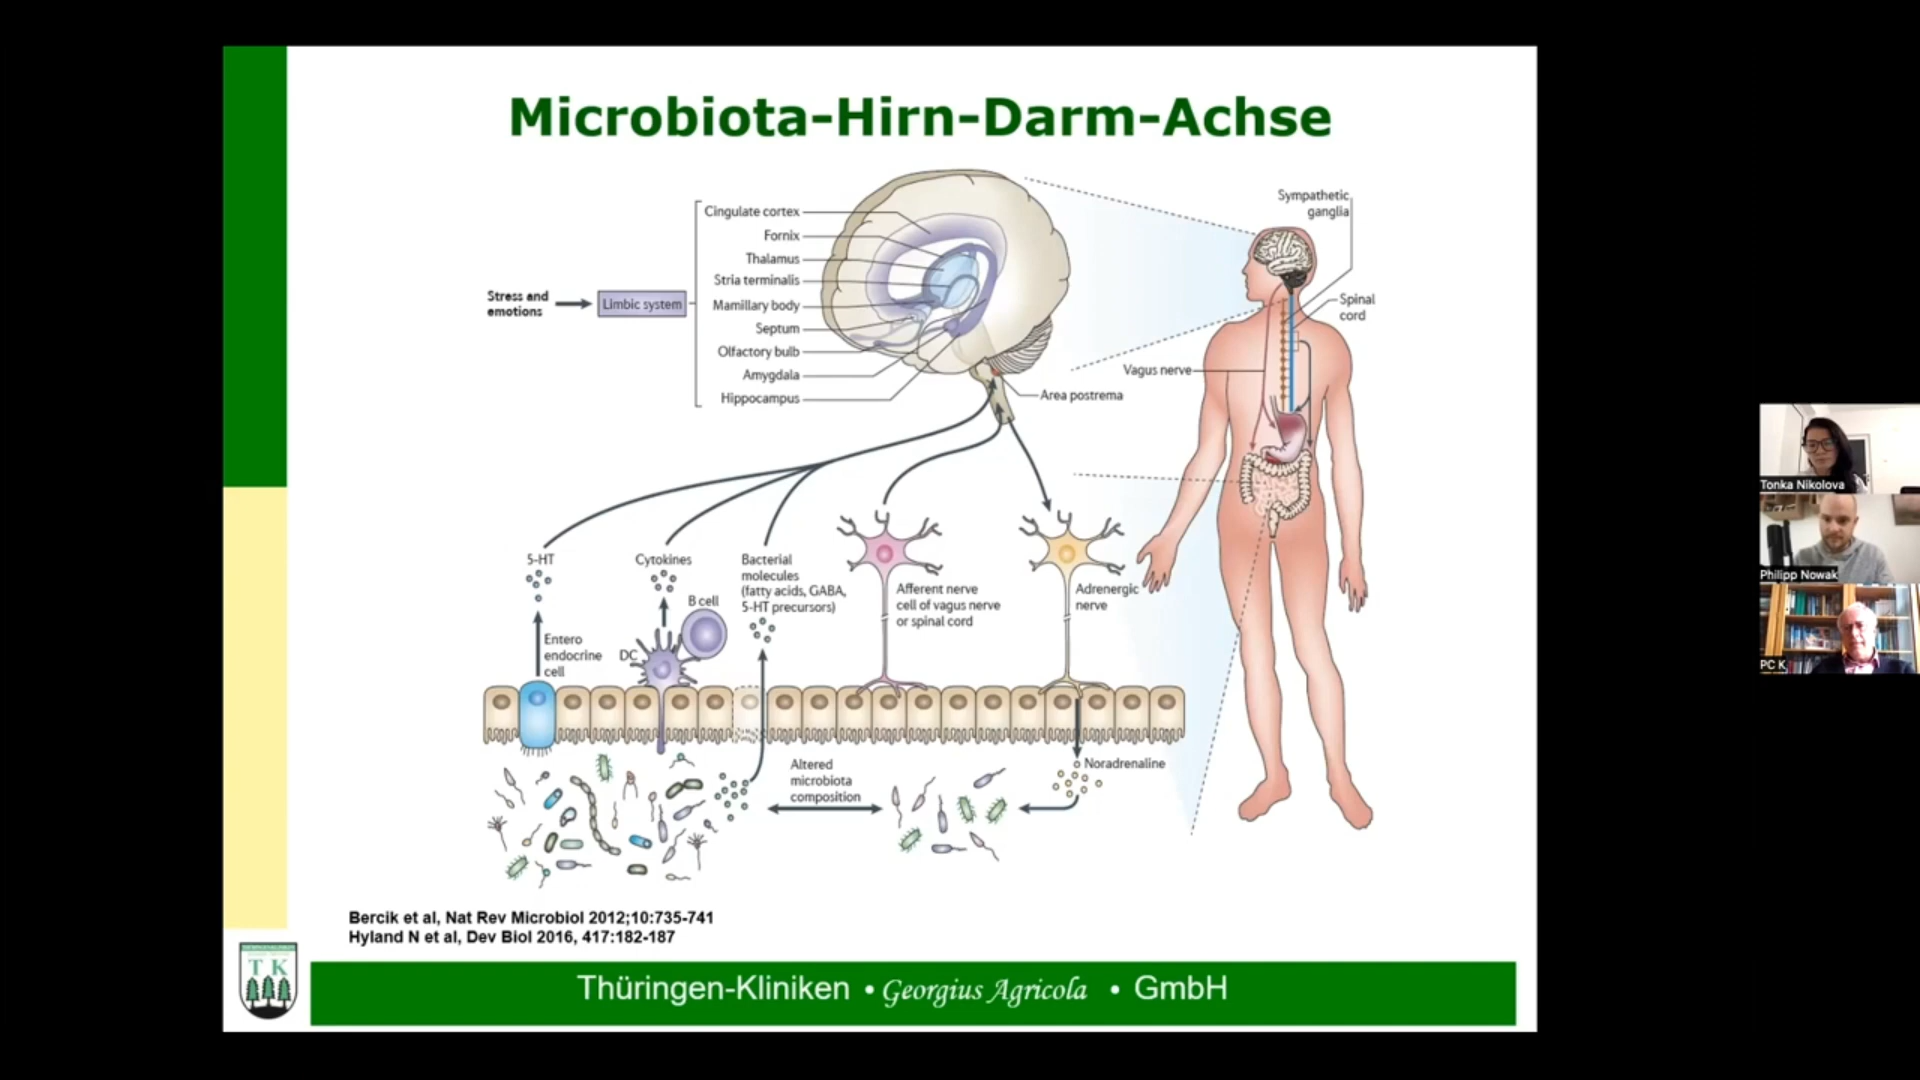 Microbiota-Hirn-Darm-Achse
Cingulate cortex
Fornix
Thalamus
Stria terminalis
Mamillary body
Septum
Olfactory bulb
Amygdala
Hippocampus
Stress and
emotions
Limbic system
Area postrema
Sympathetic
ganglia
Spinal
cord
Vagus nerve
5-HT
Cytokines
Bacterial
molecules
(fatty acids, GABA,
5-HT precursors)
B cell
DC
Entero
endocrine
cell
Afferent nerve
cell of vagus nerve
or spinal cord
Adrenergic
nerve
Altered
microbiota
composition
Noradrenaline
Bercik et al, Nat Rev Microbiol 2012;10:735-741
Hyland N et al, Dev Biol 2016, 417:182-187
T K
Thüringen-Kliniken • Georgius Agricola • GmbH
Tonka Nikolova
Philipp Nowak
PC K